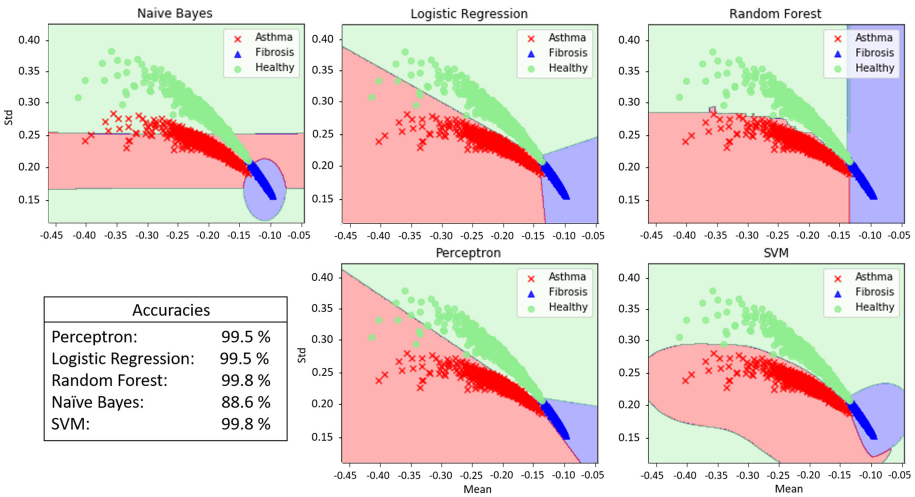 Naive Bayes
Logistic Regression
Random Forest
Asthma
Fibrosis
Healthy
Asthma
Fibrosis
Healthy
Asthma
Fibrosis
Healthy
Std
0.40
0.35
0.30
0.25
0.20
0.15
0.40
0.35
0.30
0.25
0.20
0.15
0.40
0.35
0.30
0.25
0.20
0.15
-0.45 -0.40 -0.35 -0.30 -0.25 -0.20 -0.15 -0.10 -0.05
-0.45 -0.40 -0.35 -0.30 -0.25 -0.20 -0.15 -0.10 -0.05
-0.45 -0.40 -0.35 -0.30 -0.25 -0.20 -0.15 -0.10 -0.05
Accuracies
Perceptron: 99.5 %
Logistic Regression: 99.5 %
Random Forest: 99.8 %
Naïve Bayes: 88.6 %
SVM: 99.8 %
Perceptron
SVM
Asthma
Fibrosis
Healthy
Asthma
Fibrosis
Healthy
Std
0.40
0.35
0.30
0.25
0.20
0.15
0.40
0.35
0.30
0.25
0.20
0.15
-0.45 -0.40 -0.35 -0.30 -0.25 -0.20 -0.15 -0.10 -0.05
-0.45 -0.40 -0.35 -0.30 -0.25 -0.20 -0.15 -0.10 -0.05
Mean
Mean